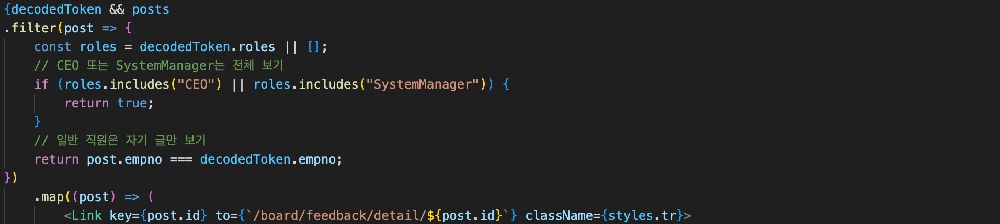 {decodedToken && posts
.filter(post => {
    const roles = decodedToken.roles || [];
    // CEO 또는 SystemManager는 전체 보기
    if (roles.includes("CEO") || roles.includes("SystemManager")) {
        return true;
    }
    // 일반 직원은 자기 글만 보기
    return post.empno === decodedToken.empno;
})
    .map((post) => (
        <Link key={post.id} to={`/board/feedback/detail/${post.id}`} className={styles.tr}>